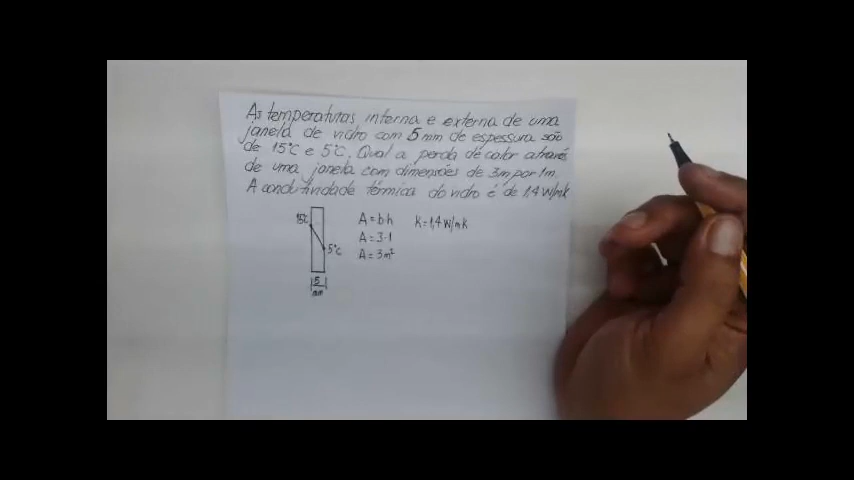 As temperaturas interna e externa de uma
janela de vidro com 5 mm de espessura são
de 15°C e 5°C. Qual a perda de calor através
de uma janela com dimensões de 3m por 1m.
A condutividade térmica do vidro é de 1,4 W/mk
15°C
5°C
5
mm
A = b·h
A = 3·1
A = 3m²
K = 1,4 W/mk